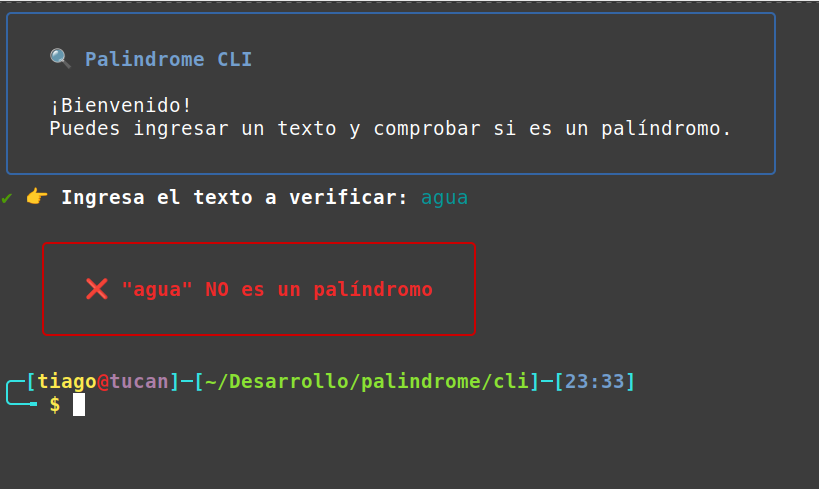 🔍 Palindrome CLI
¡Bienvenido!
Puedes ingresar un texto y comprobar si es un palíndromo.
✔ 👉 Ingresa el texto a verificar: agua
❌ "agua" NO es un palíndromo
╭─[tiago@tucan]─[~/Desarrollo/palindrome/cli]─[23:33]
╰─╼ $